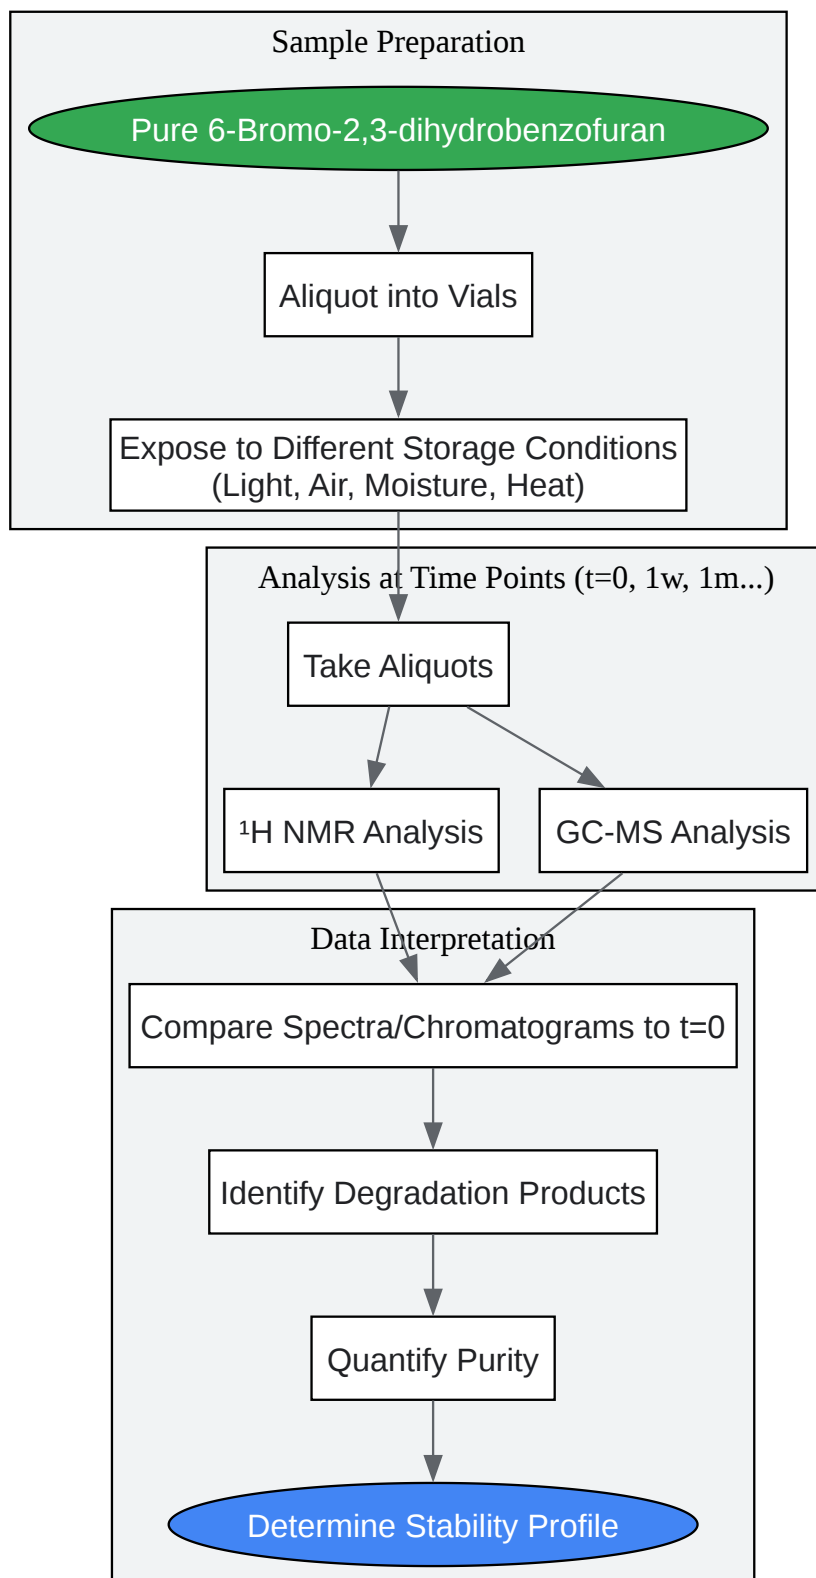 Sample Preparation
Pure 6-Bromo-2,3-dihydrobenzofuran
Aliquot into Vials
Expose to Different Storage Conditions
(Light, Air, Moisture, Heat)
Analysis at Time Points (t=0, 1w, 1m...)
Take Aliquots
¹H NMR Analysis
GC-MS Analysis
Data Interpretation
Compare Spectra/Chromatograms to t=0
Identify Degradation Products
Quantify Purity
Determine Stability Profile